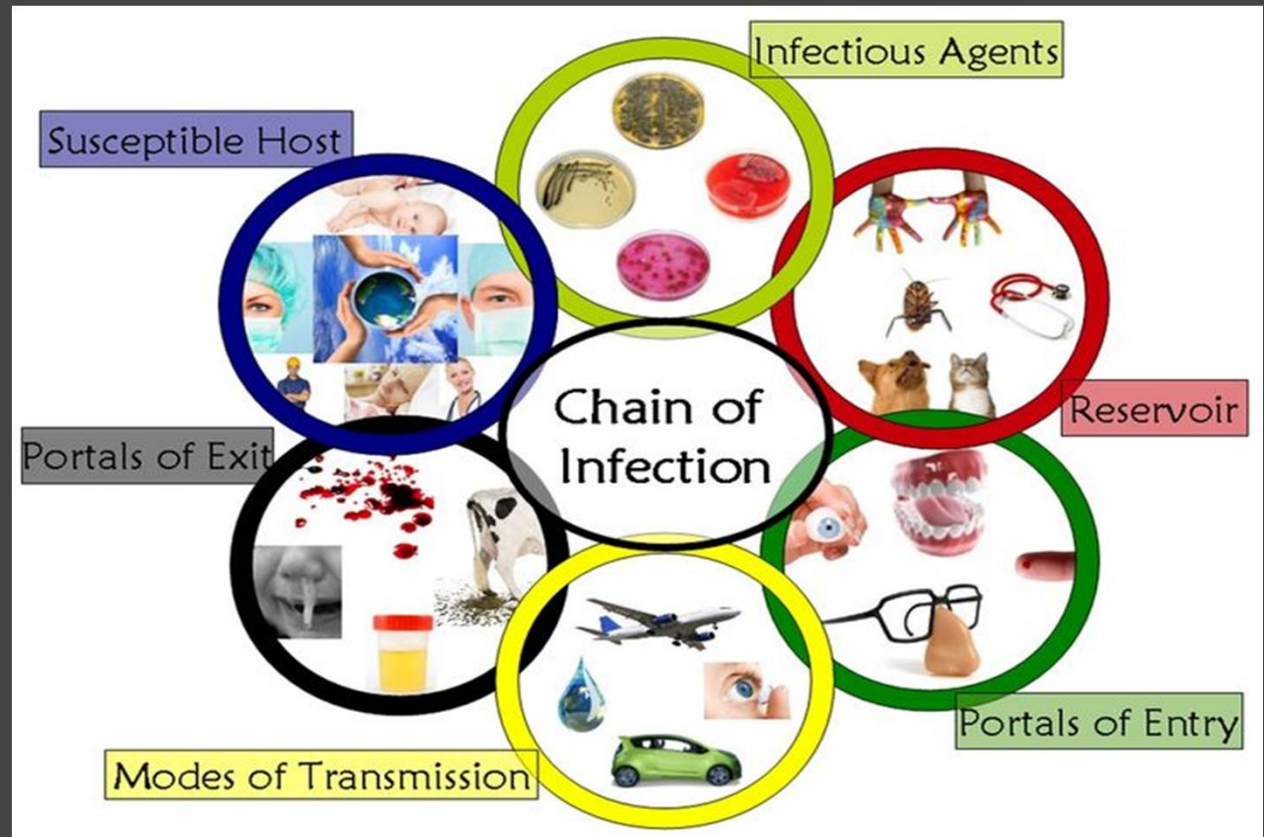 Infectious Agents
Susceptible Host
Chain of
Infection
Reservoir
Portals of Exit
Portals of Entry
Modes of Transmission